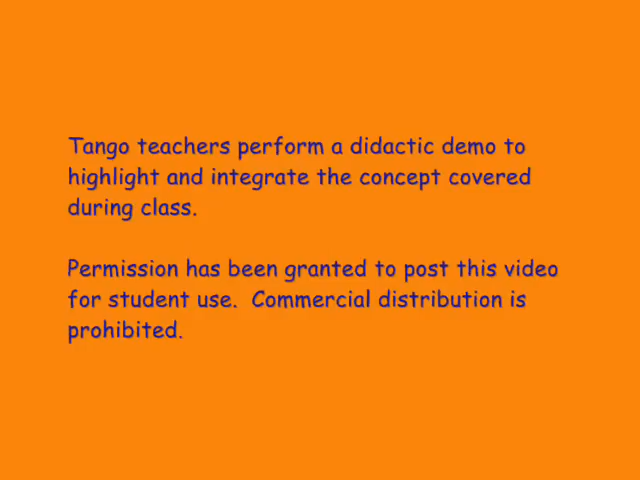 Tango teachers perform a didactic demo to
highlight and integrate the concept covered
during class.
Permission has been granted to post this video
for student use.  Commercial distribution is
prohibited.